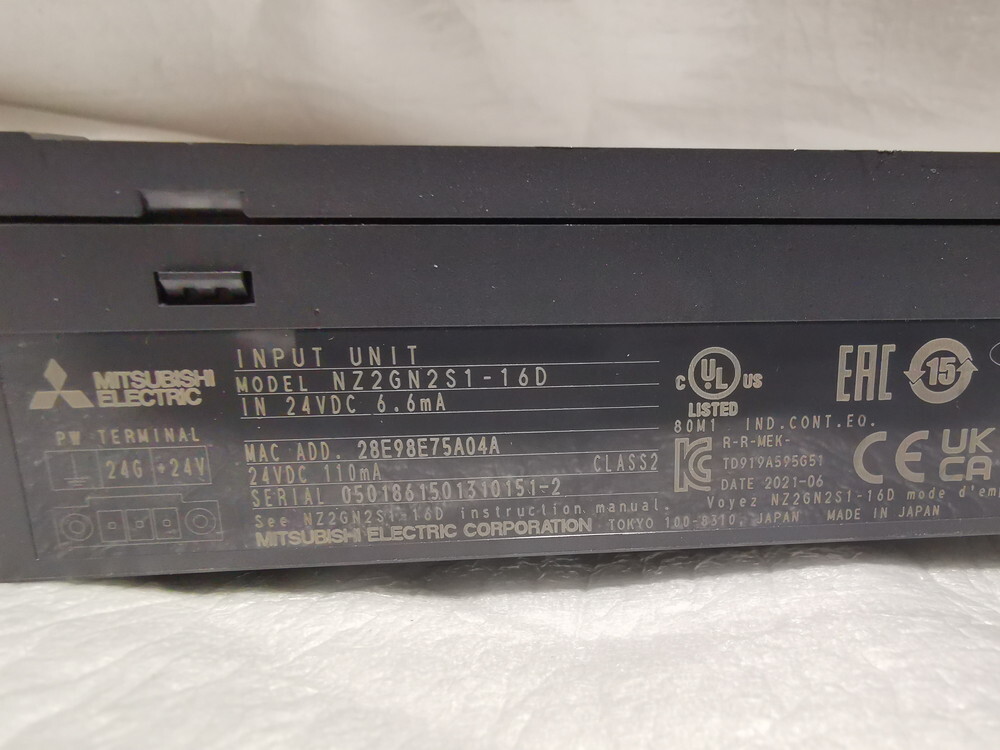 MITSUBISHI
ELECTRIC
PW TERMINAL
24G +24V
INPUT UNIT
MODEL NZ2GN2S1-16D
IN 24VDC 6.6mA
MAC ADD. 28E98E75A04A
24VDC 110mA CLASS2
SERIAL 0501861501310151-2
See NZ2GN2S1-16D instruction manual.
MITSUBISHI ELECTRIC CORPORATION TOKYO 100-8310, JAPAN MADE IN JAPAN
C UL US
LISTED
80M1 IND.CONT.EQ.
R-R-MEK-
TD919A595G51
DATE 2021-06
Voyez NZ2GN2S1-16D mode d'em
EAC
15
CE
UK
CA